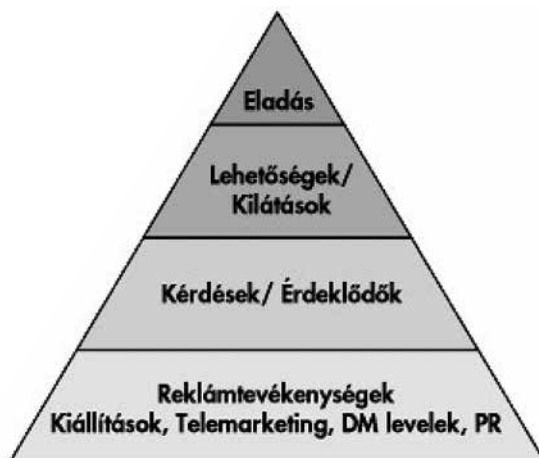 Eladás
Lehetőségek/
Kilátások
Kérdések/ Érdeklődők
Reklámtevékenységek
Kiállítások, Telemarketing, DM levelek, PR